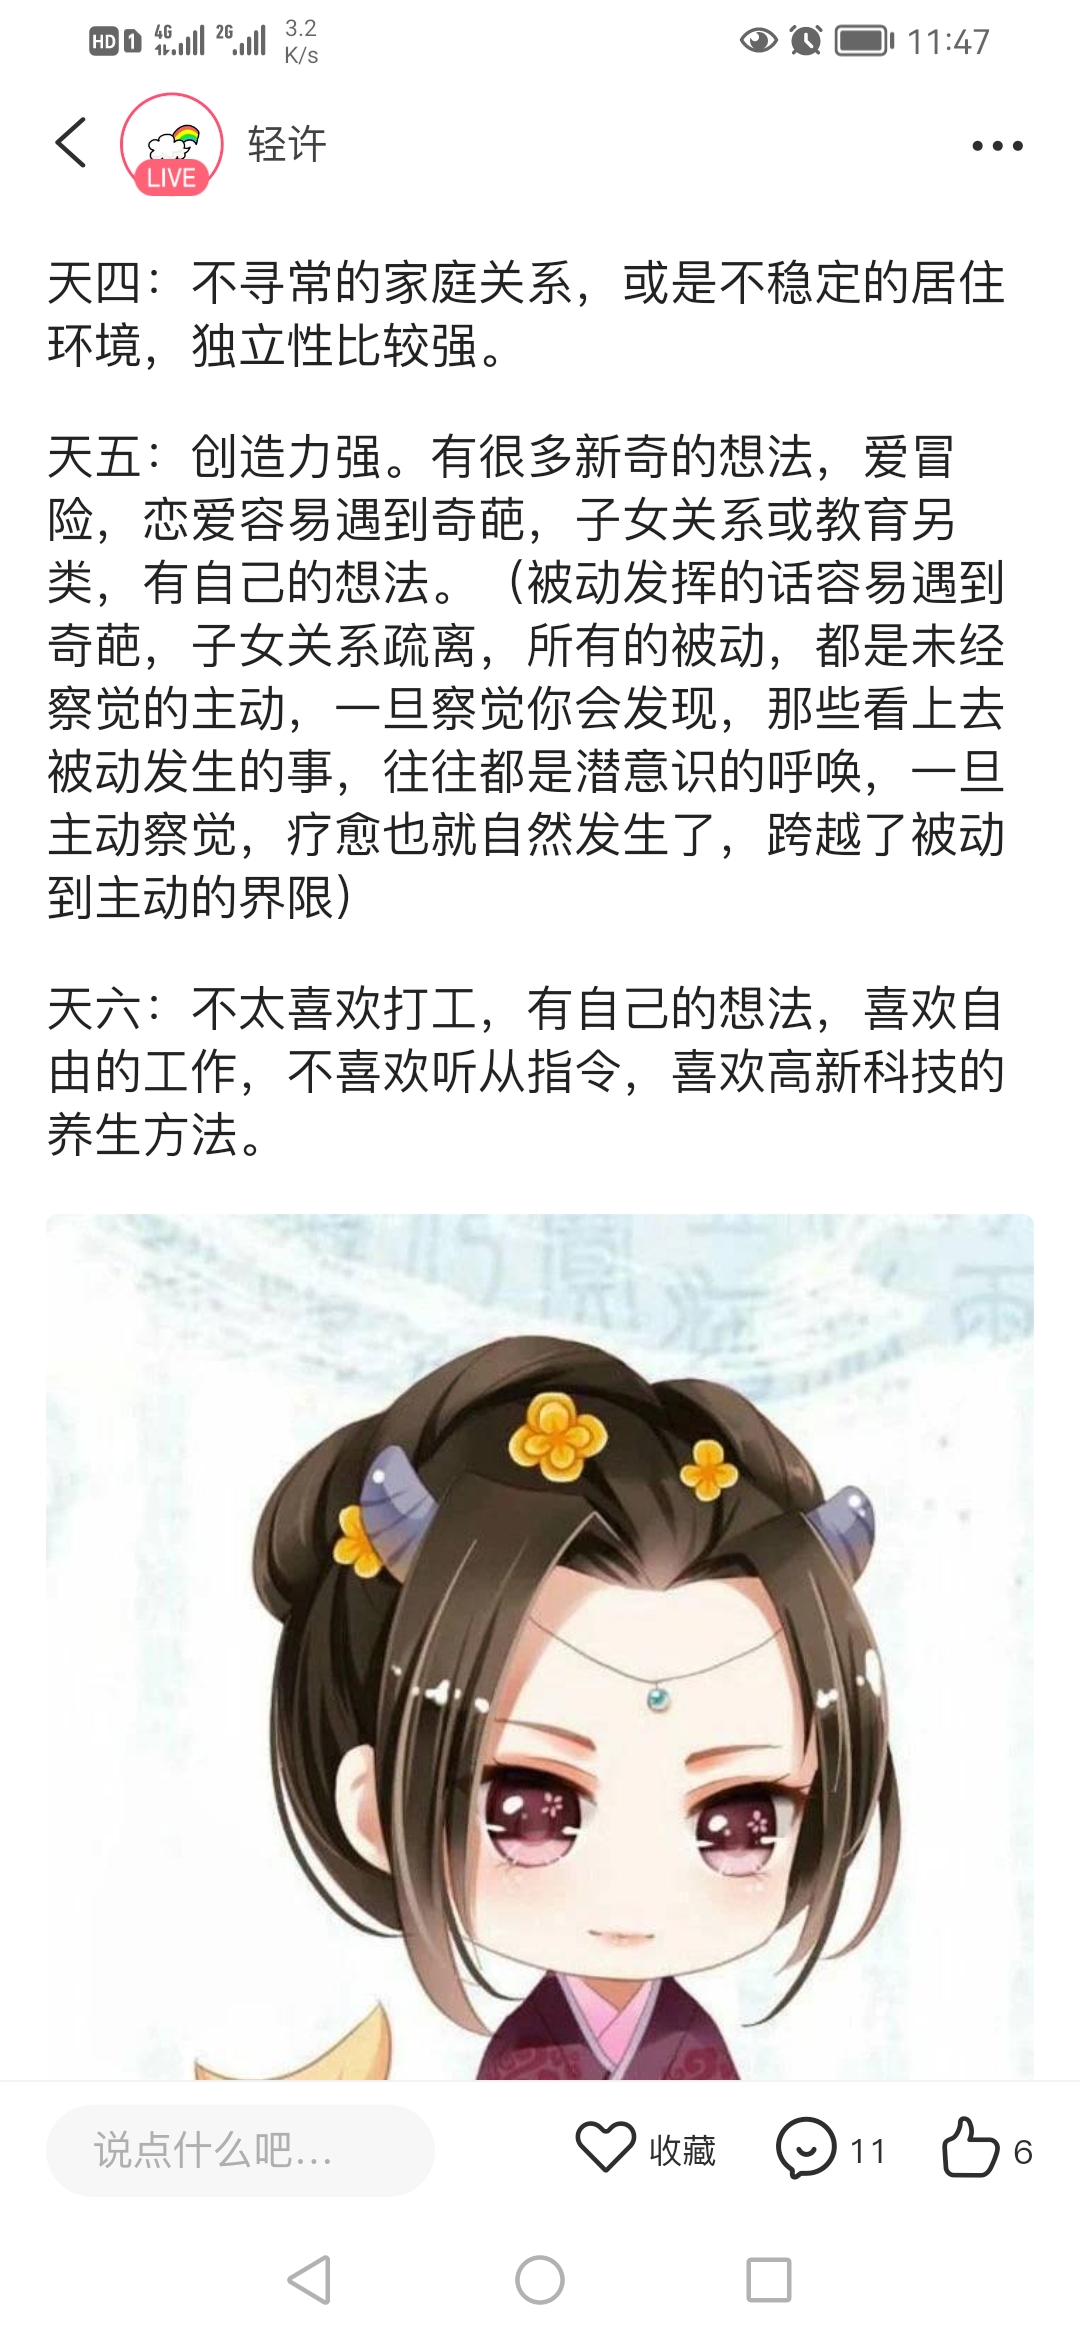 HD 1 4G 2G 3.2 K/s 11:47
轻许
LIVE
天四：不寻常的家庭关系，或是不稳定的居住
环境，独立性比较强。
天五：创造力强。有很多新奇的想法，爱冒
险，恋爱容易遇到奇葩，子女关系或教育另
类，有自己的想法。（被动发挥的话容易遇到
奇葩，子女关系疏离，所有的被动，都是未经
察觉的主动，一旦察觉你会发现，那些看上去
被动发生的事，往往都是潜意识的呼唤，一旦
主动察觉，疗愈也就自然发生了，跨越了被动
到主动的界限）
天六：不太喜欢打工，有自己的想法，喜欢自
由的工作，不喜欢听从指令，喜欢高新科技的
养生方法。
说点什么吧... 收藏 11 6